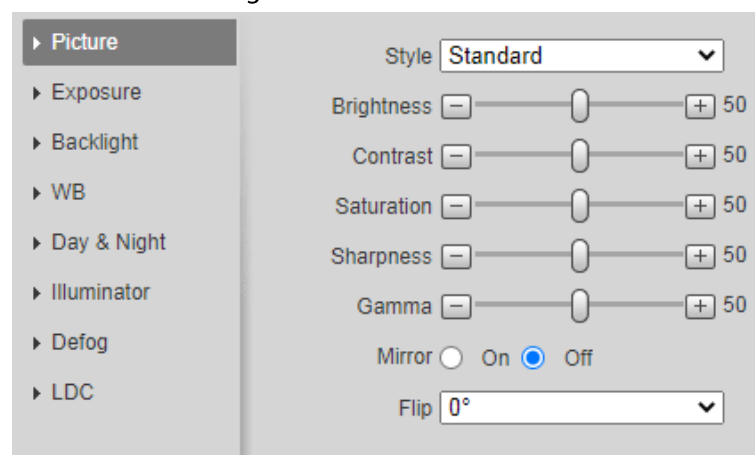 Picture
Exposure
Backlight
WB
Day & Night
Illuminator
Defog
LDC
Style Standard
Brightness 50
Contrast 50
Saturation 50
Sharpness 50
Gamma 50
Mirror On Off
Flip 0°